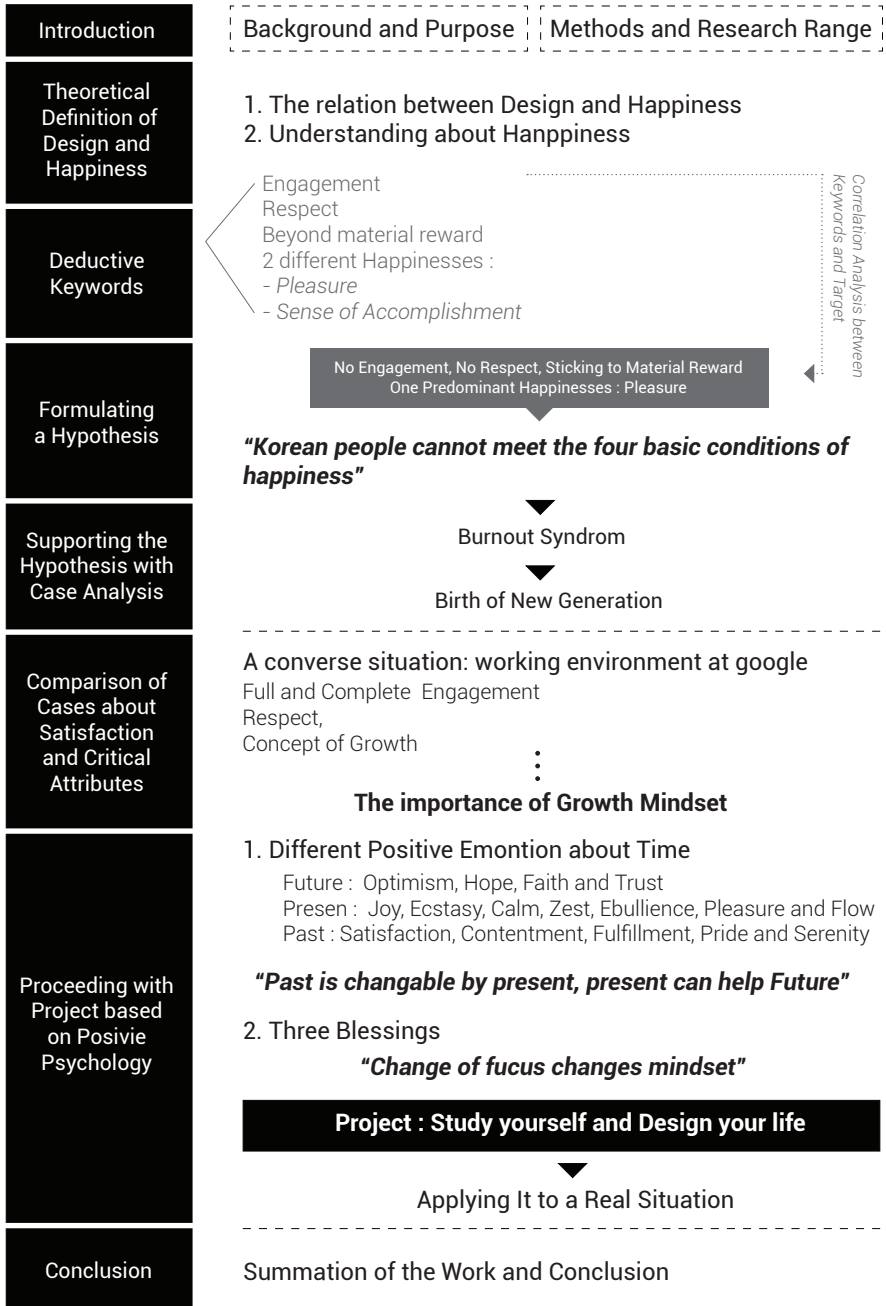 Introduction
Background and Purpose
Methods and Research Range
Theoretical
Definition of
Design and
Happiness
1. The relation between Design and Happiness
2. Understanding about Hanppiness
Deductive
Keywords
Engagement
Respect
Beyond material reward
2 different Happinesses :
- Pleasure
- Sense of Accomplishment
Correlation Analysis between
Keywords and Target
Formulating
a Hypothesis
No Engagement, No Respect, Sticking to Material Reward
One Predominant Happinesses : Pleasure
“Korean people cannot meet the four basic conditions of
happiness”
Supporting the
Hypothesis with
Case Analysis
Burnout Syndrom
Birth of New Generation
Comparison of
Cases about
Satisfaction
and Critical
Attributes
A converse situation: working environment at google
Full and Complete Engagement
Respect,
Concept of Growth
The importance of Growth Mindset
Proceeding with
Project based
on Posivie
Psychology
1. Different Positive Emontion about Time
Future : Optimism, Hope, Faith and Trust
Presen : Joy, Ecstasy, Calm, Zest, Ebullience, Pleasure and Flow
Past : Satisfaction, Contentment, Fulfillment, Pride and Serenity
“Past is changable by present, present can help Future”
2. Three Blessings
“Change of fucus changes mindset”
Project : Study yourself and Design your life
Applying It to a Real Situation
Conclusion
Summation of the Work and Conclusion